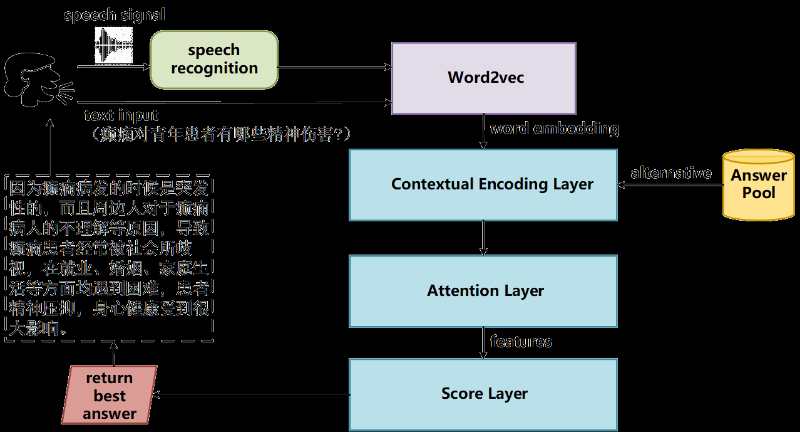 speech signal
speech
recognition
Word2vec
text input
(癫痫对青年患者有哪些精神伤害?)
word embedding
Contextual Encoding Layer
alternative
Answer
Pool
因为癫痫病发的时候是突发
性的，而且周边人对于癫痫
病人的不理解等原因，导致
癫痫患者经常被社会所歧
视，在就业、婚姻、家庭生
活等方面均遇到困难，患者
精神压抑，身心健康受到很
大影响。
Attention Layer
features
return
best
answer
Score Layer